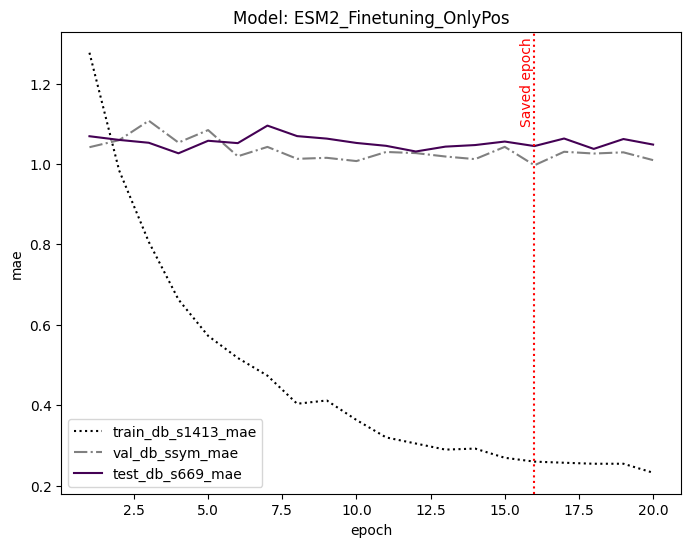 Model: ESM2_Finetuning_OnlyPos
Saved epoch
1.2
1.0
0.8
0.6
0.4
0.2
mae
train_db_s1413_mae
val_db_ssym_mae
test_db_s669_mae
2.5 5.0 7.5 10.0 12.5 15.0 17.5 20.0
epoch